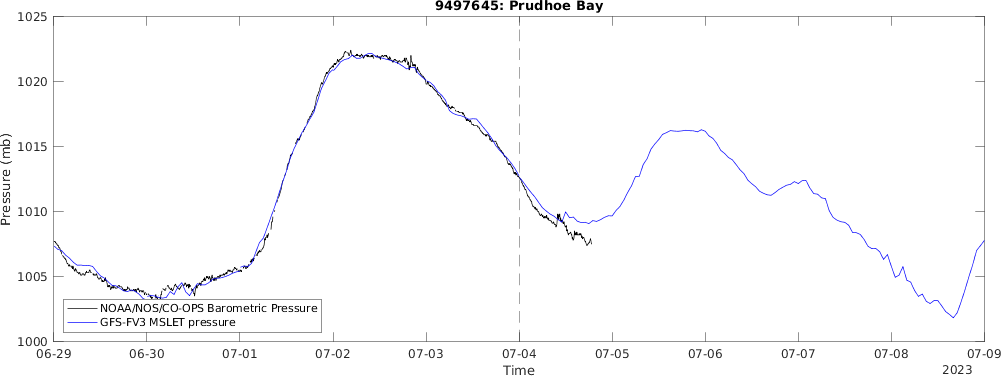 9497645: Prudhoe Bay
1025
1020
1015
1010
1005
1000
Pressure (mb)
NOAA/NOS/CO-OPS Barometric Pressure
GFS-FV3 MSLET pressure
06-29 06-30 07-01 07-02 07-03 07-04 07-05 07-06 07-07 07-08 07-09
Time
2023